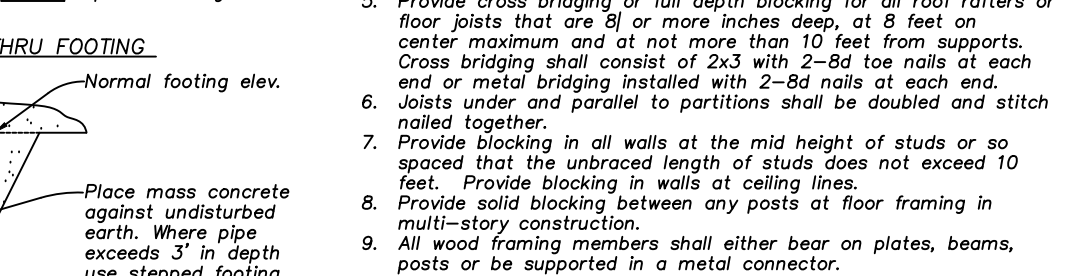 THRU FOOTING
Normal footing elev.
Place mass concrete
against undisturbed
earth. Where pipe
exceeds 3' in depth
use stepped footing
5. Provide cross bridging or full depth blocking for all roof rafters or
floor joists that are 8| or more inches deep, at 8 feet on
center maximum and at not more than 10 feet from supports.
Cross bridging shall consist of 2x3 with 2–8d toe nails at each
end or metal bridging installed with 2–8d nails at each end.
6. Joists under and parallel to partitions shall be doubled and stitch
nailed together.
7. Provide blocking in all walls at the mid height of studs or so
spaced that the unbraced length of studs does not exceed 10
feet. Provide blocking in walls at ceiling lines.
8. Provide solid blocking between any posts at floor framing in
multi–story construction.
9. All wood framing members shall either bear on plates, beams,
posts or be supported in a metal connector.